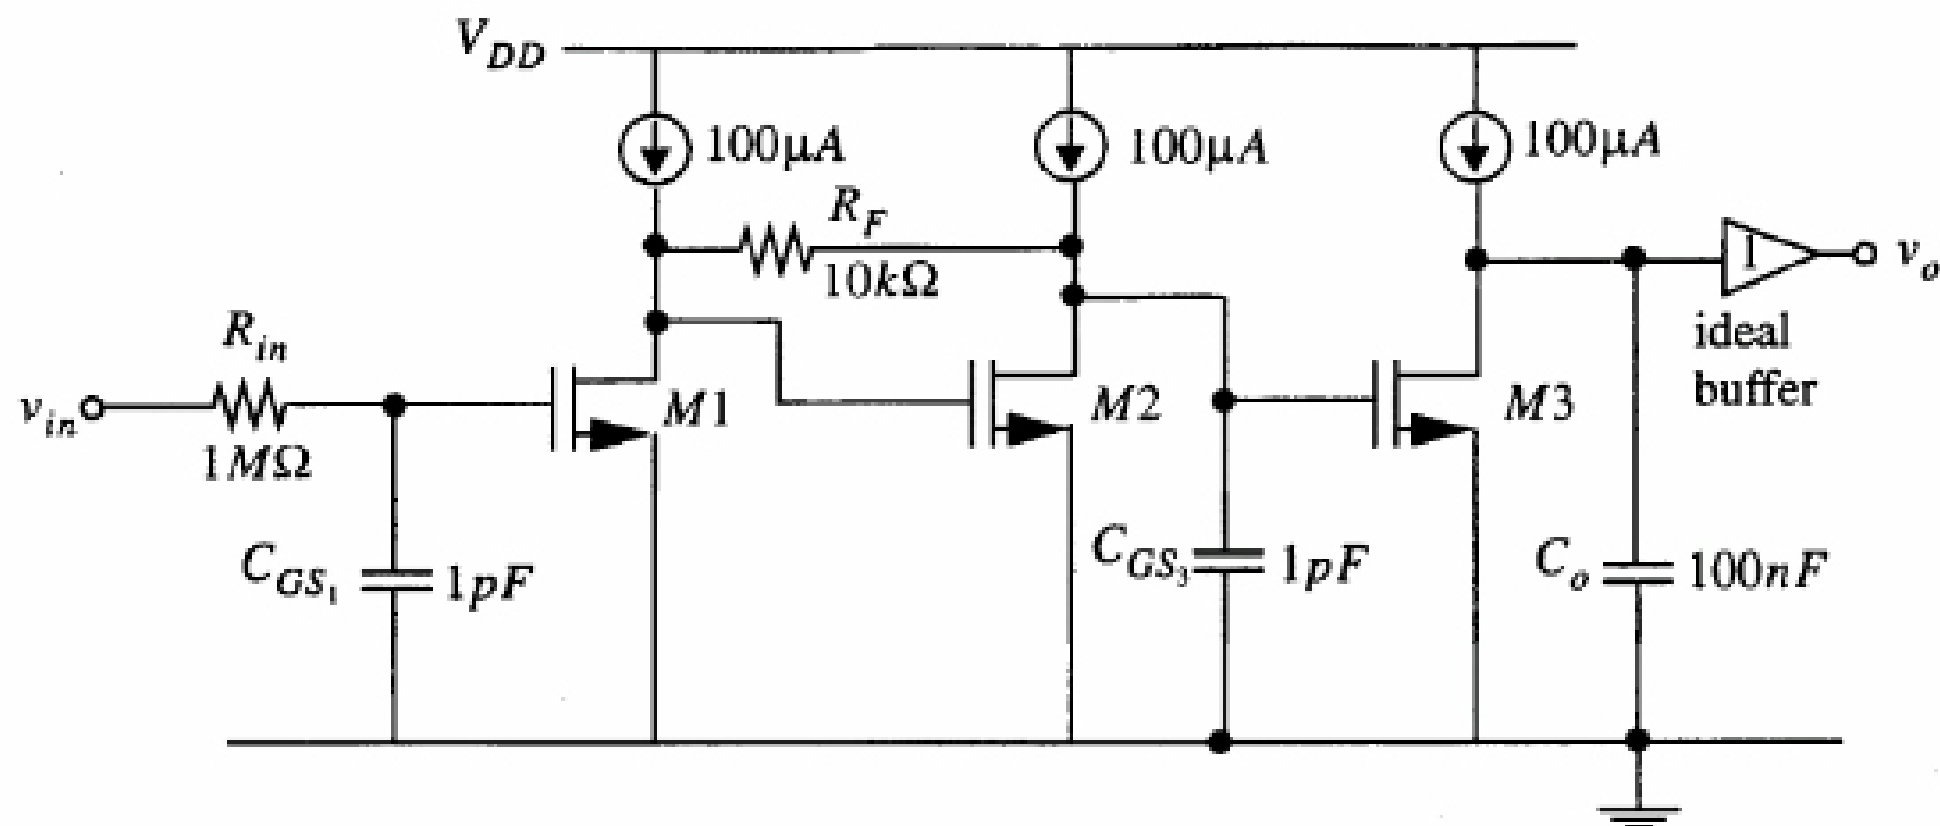 V_DD
100μA
100μA
100μA
R_F
10kΩ
R_in
1MΩ
v_in
M1
M2
M3
1
v_o
ideal
buffer
C_GS₁
1pF
C_GS₃
1pF
C_o
100nF